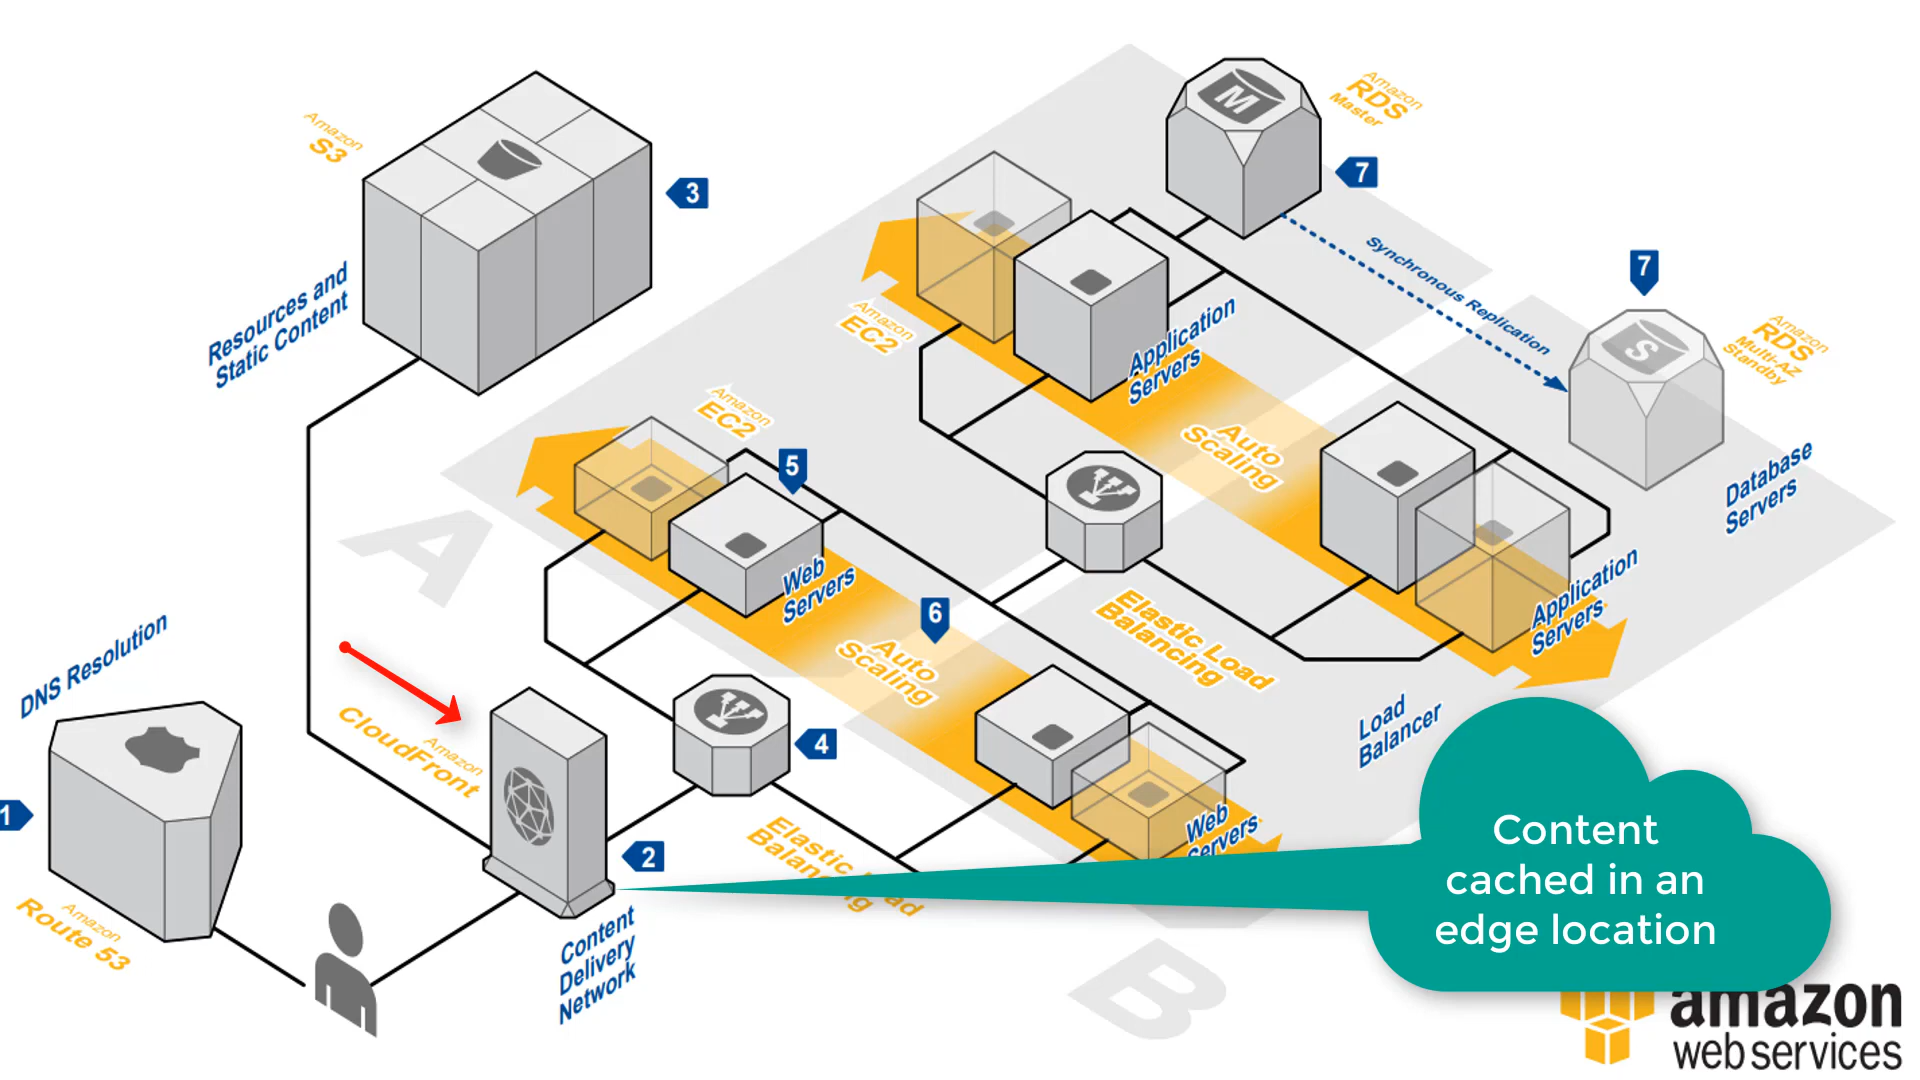 Amazon
S3
3
Resources and
Static Content
Amazon
RDS
Master
7
Synchronous Replication
7
Amazon
RDS
Multi-AZ
Standby
Database
Servers
Amazon
EC2
Application
Servers
Auto
Scaling
Application
Servers
Amazon
EC2
5
Web
Servers
6
Auto
Scaling
Elastic Load
Balancing
Load
Balancer
A
DNS Resolution
1
Amazon
Route 53
Amazon
CloudFront
2
Content
Delivery
Network
4
Elastic Load
Balancing
Web
Servers
B
M
S
Content
cached in an
edge location
amazon
web services